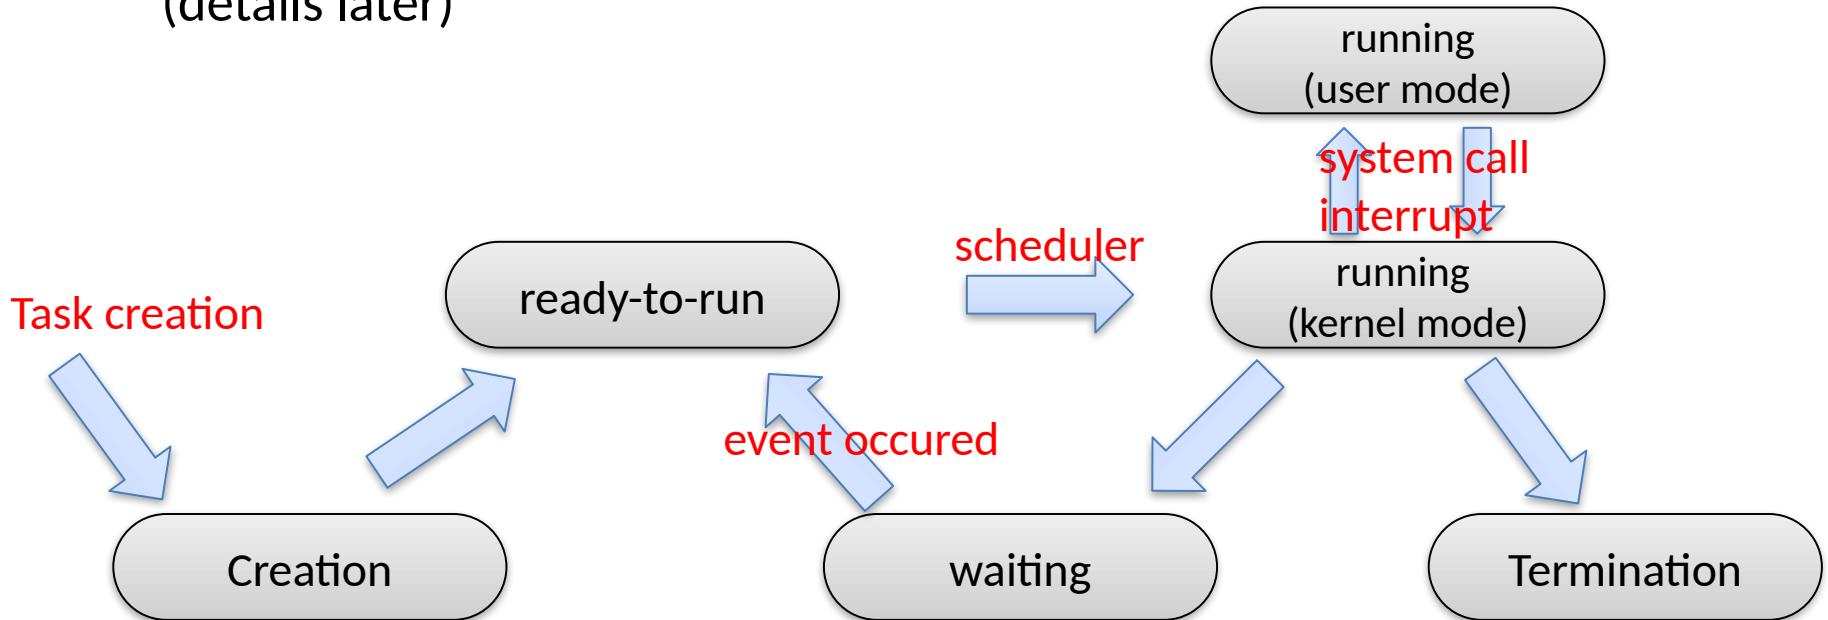 (details later)
running
(user mode)
system call
interrupt
scheduler
running
(kernel mode)
ready-to-run
Task creation
event occured
Creation
waiting
Termination